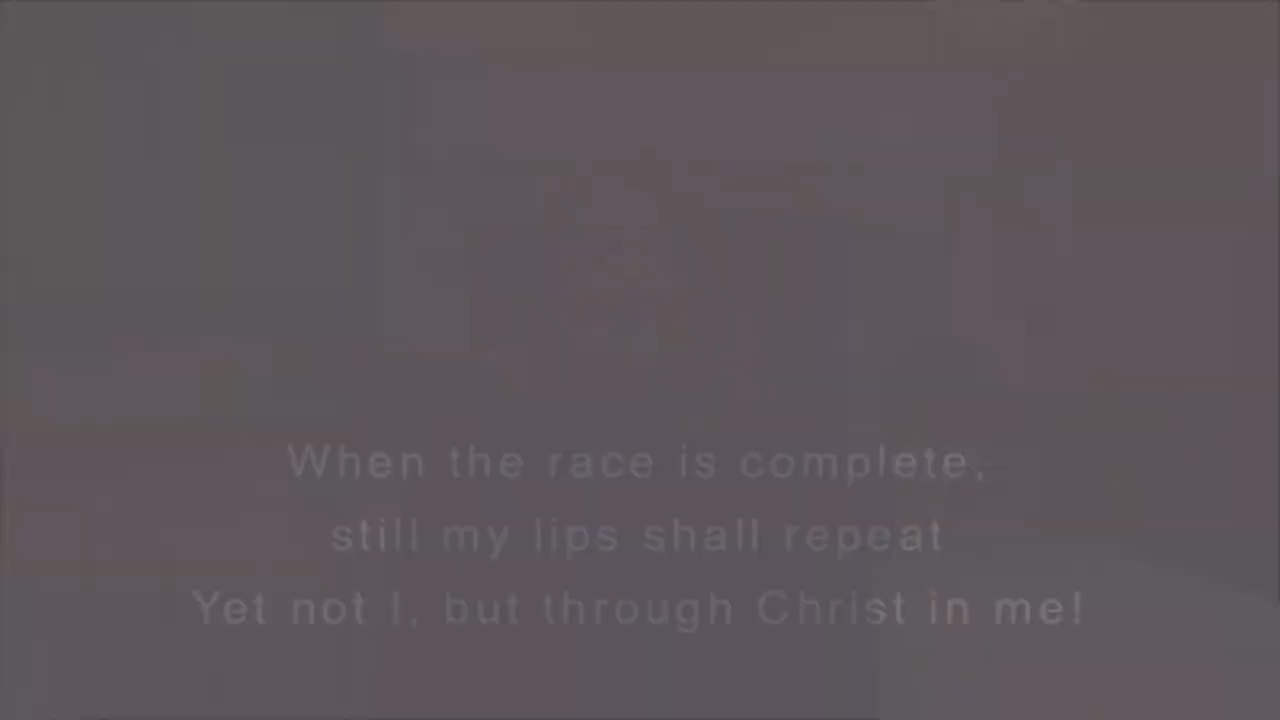 When the race is complete,
still my lips shall repeat
Yet not I, but through Christ in me!